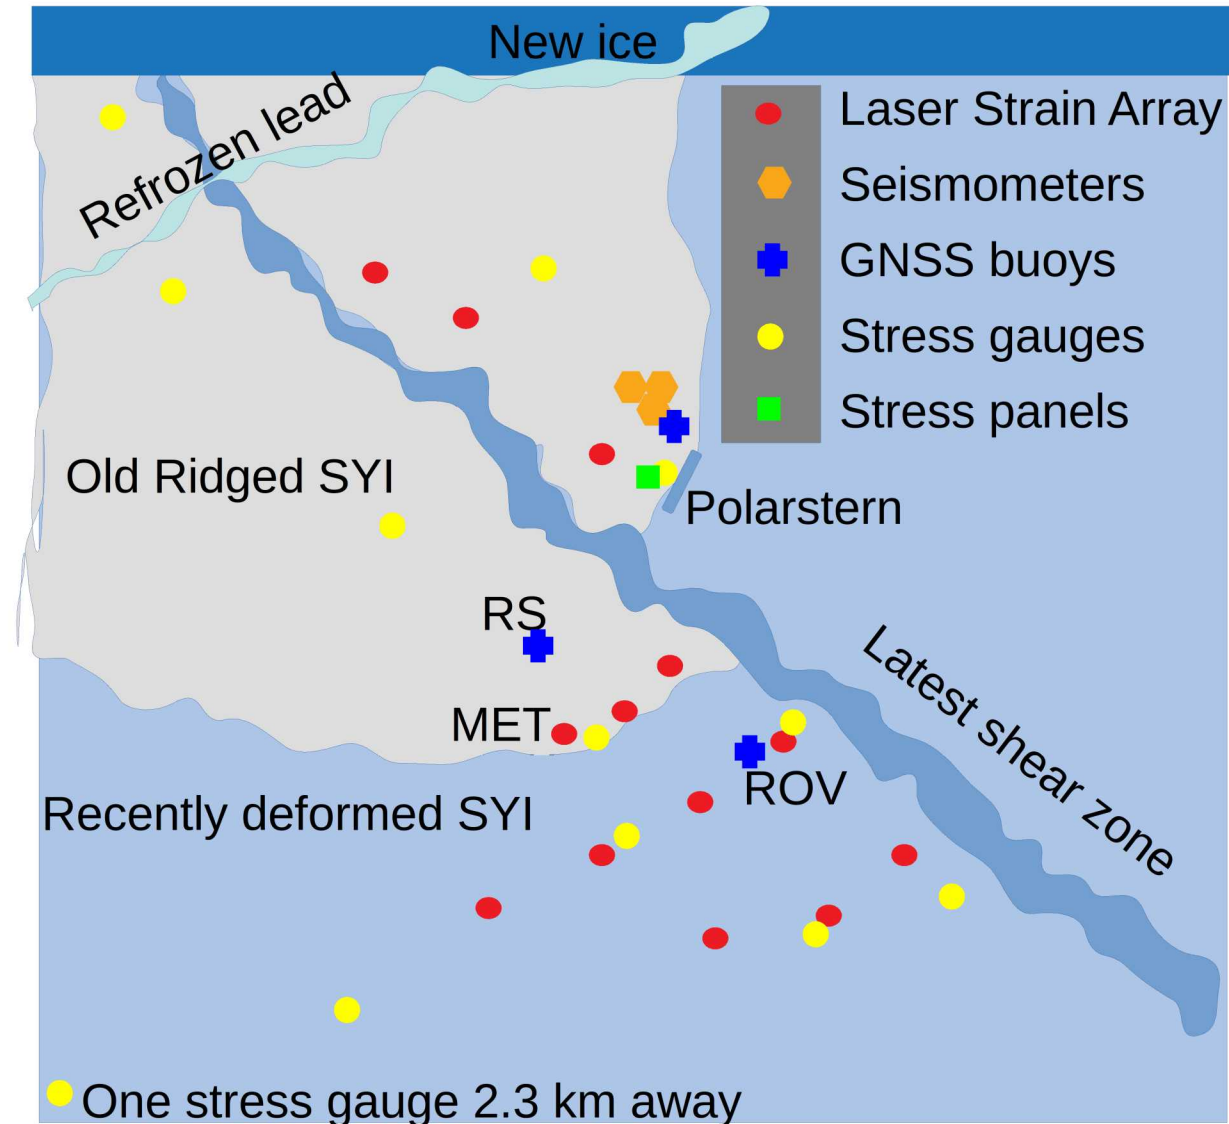 New ice
Refrozen lead
Laser Strain Array
Seismometers
GNSS buoys
Stress gauges
Stress panels
Old Ridged SYI
Polarstern
RS
MET
Latest shear zone
ROV
Recently deformed SYI
One stress gauge 2.3 km away